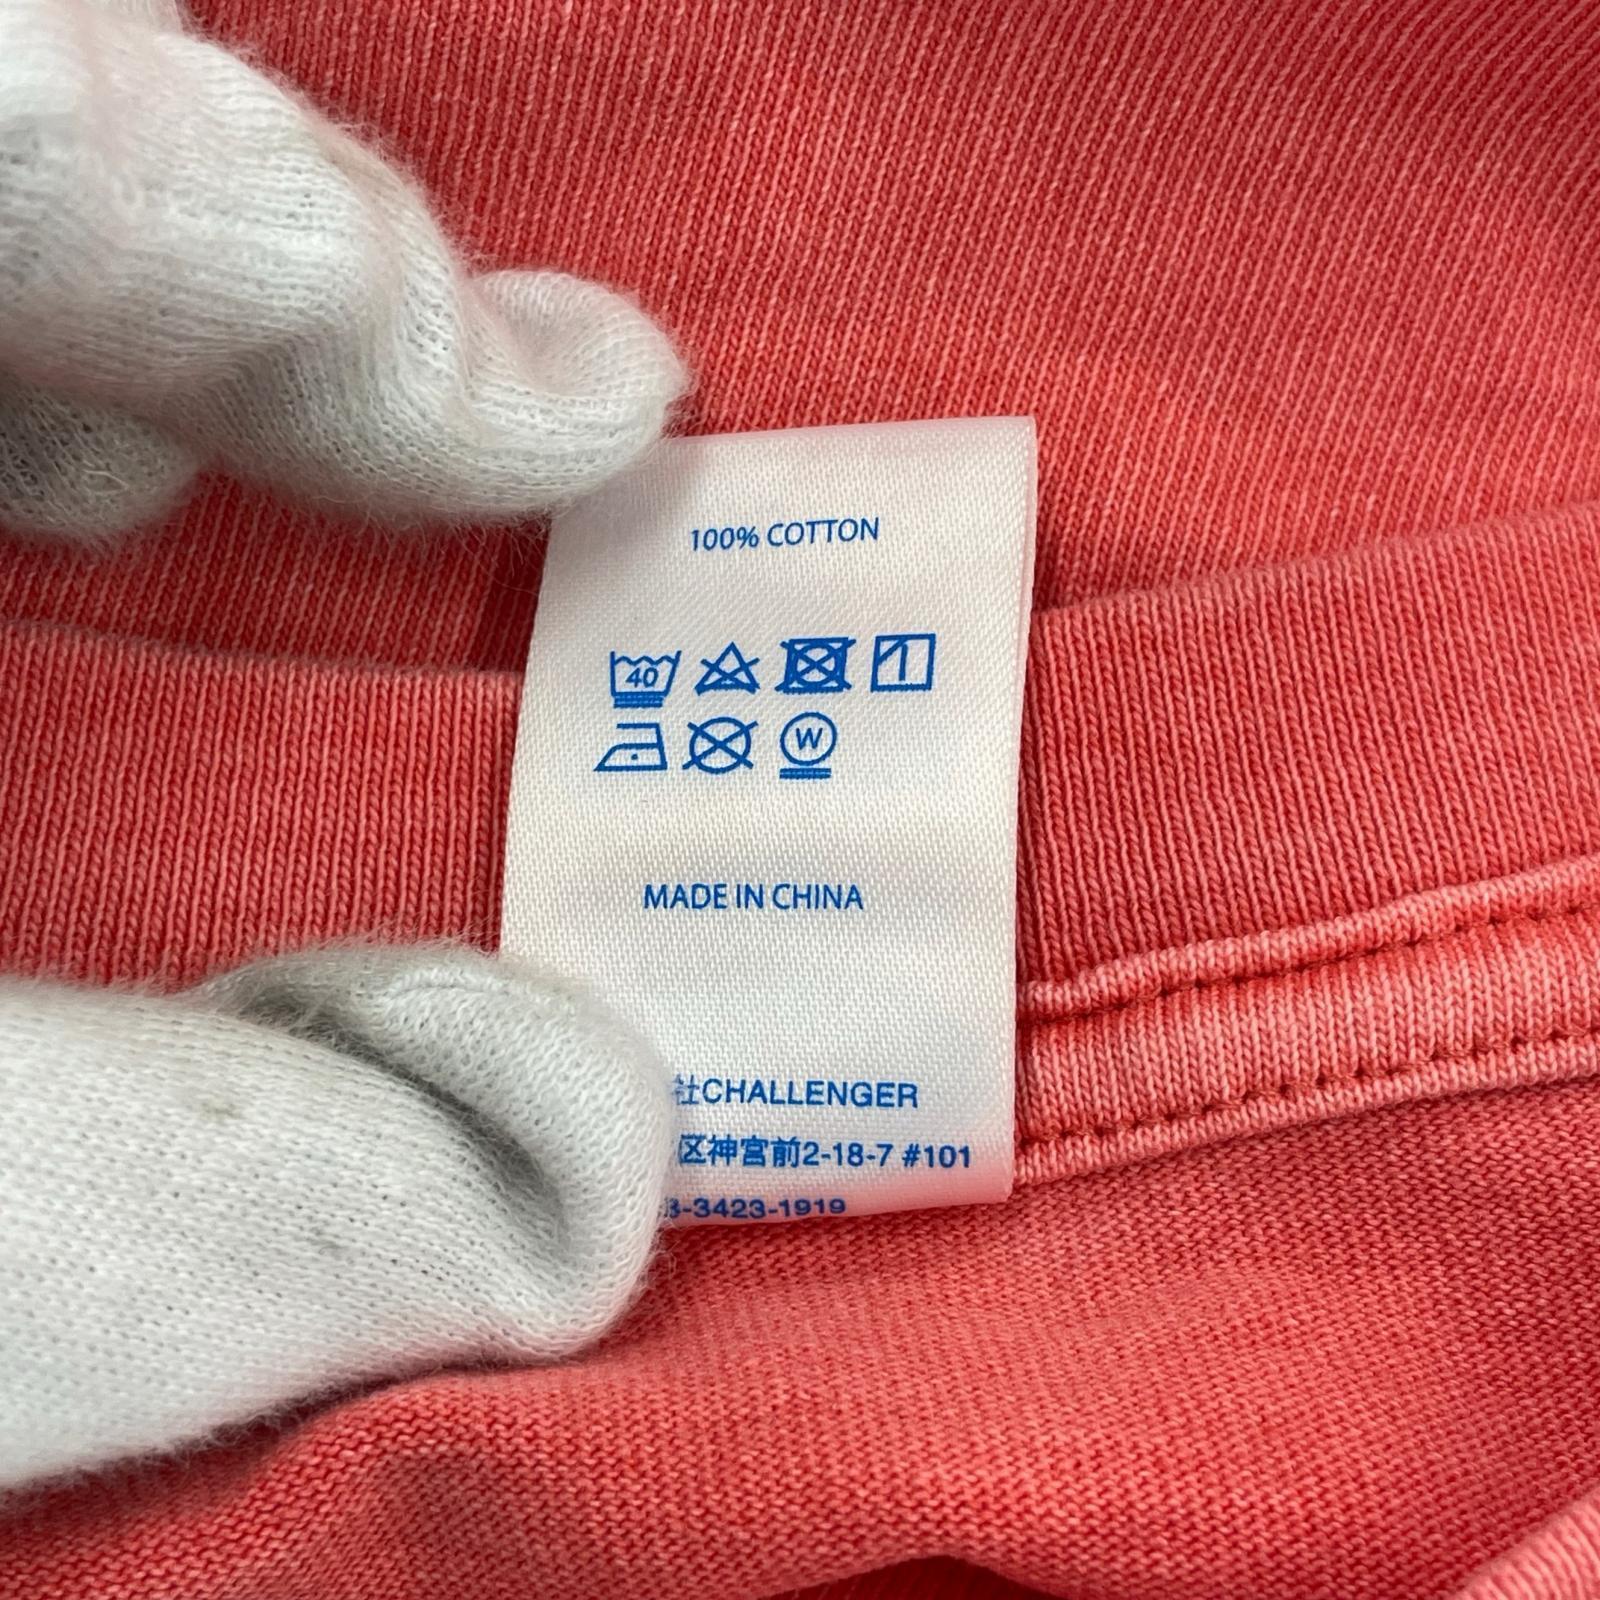 100% COTTON
40
W
MADE IN CHINA
社CHALLENGER
区神宮前2-18-7 #101
3-3423-1919